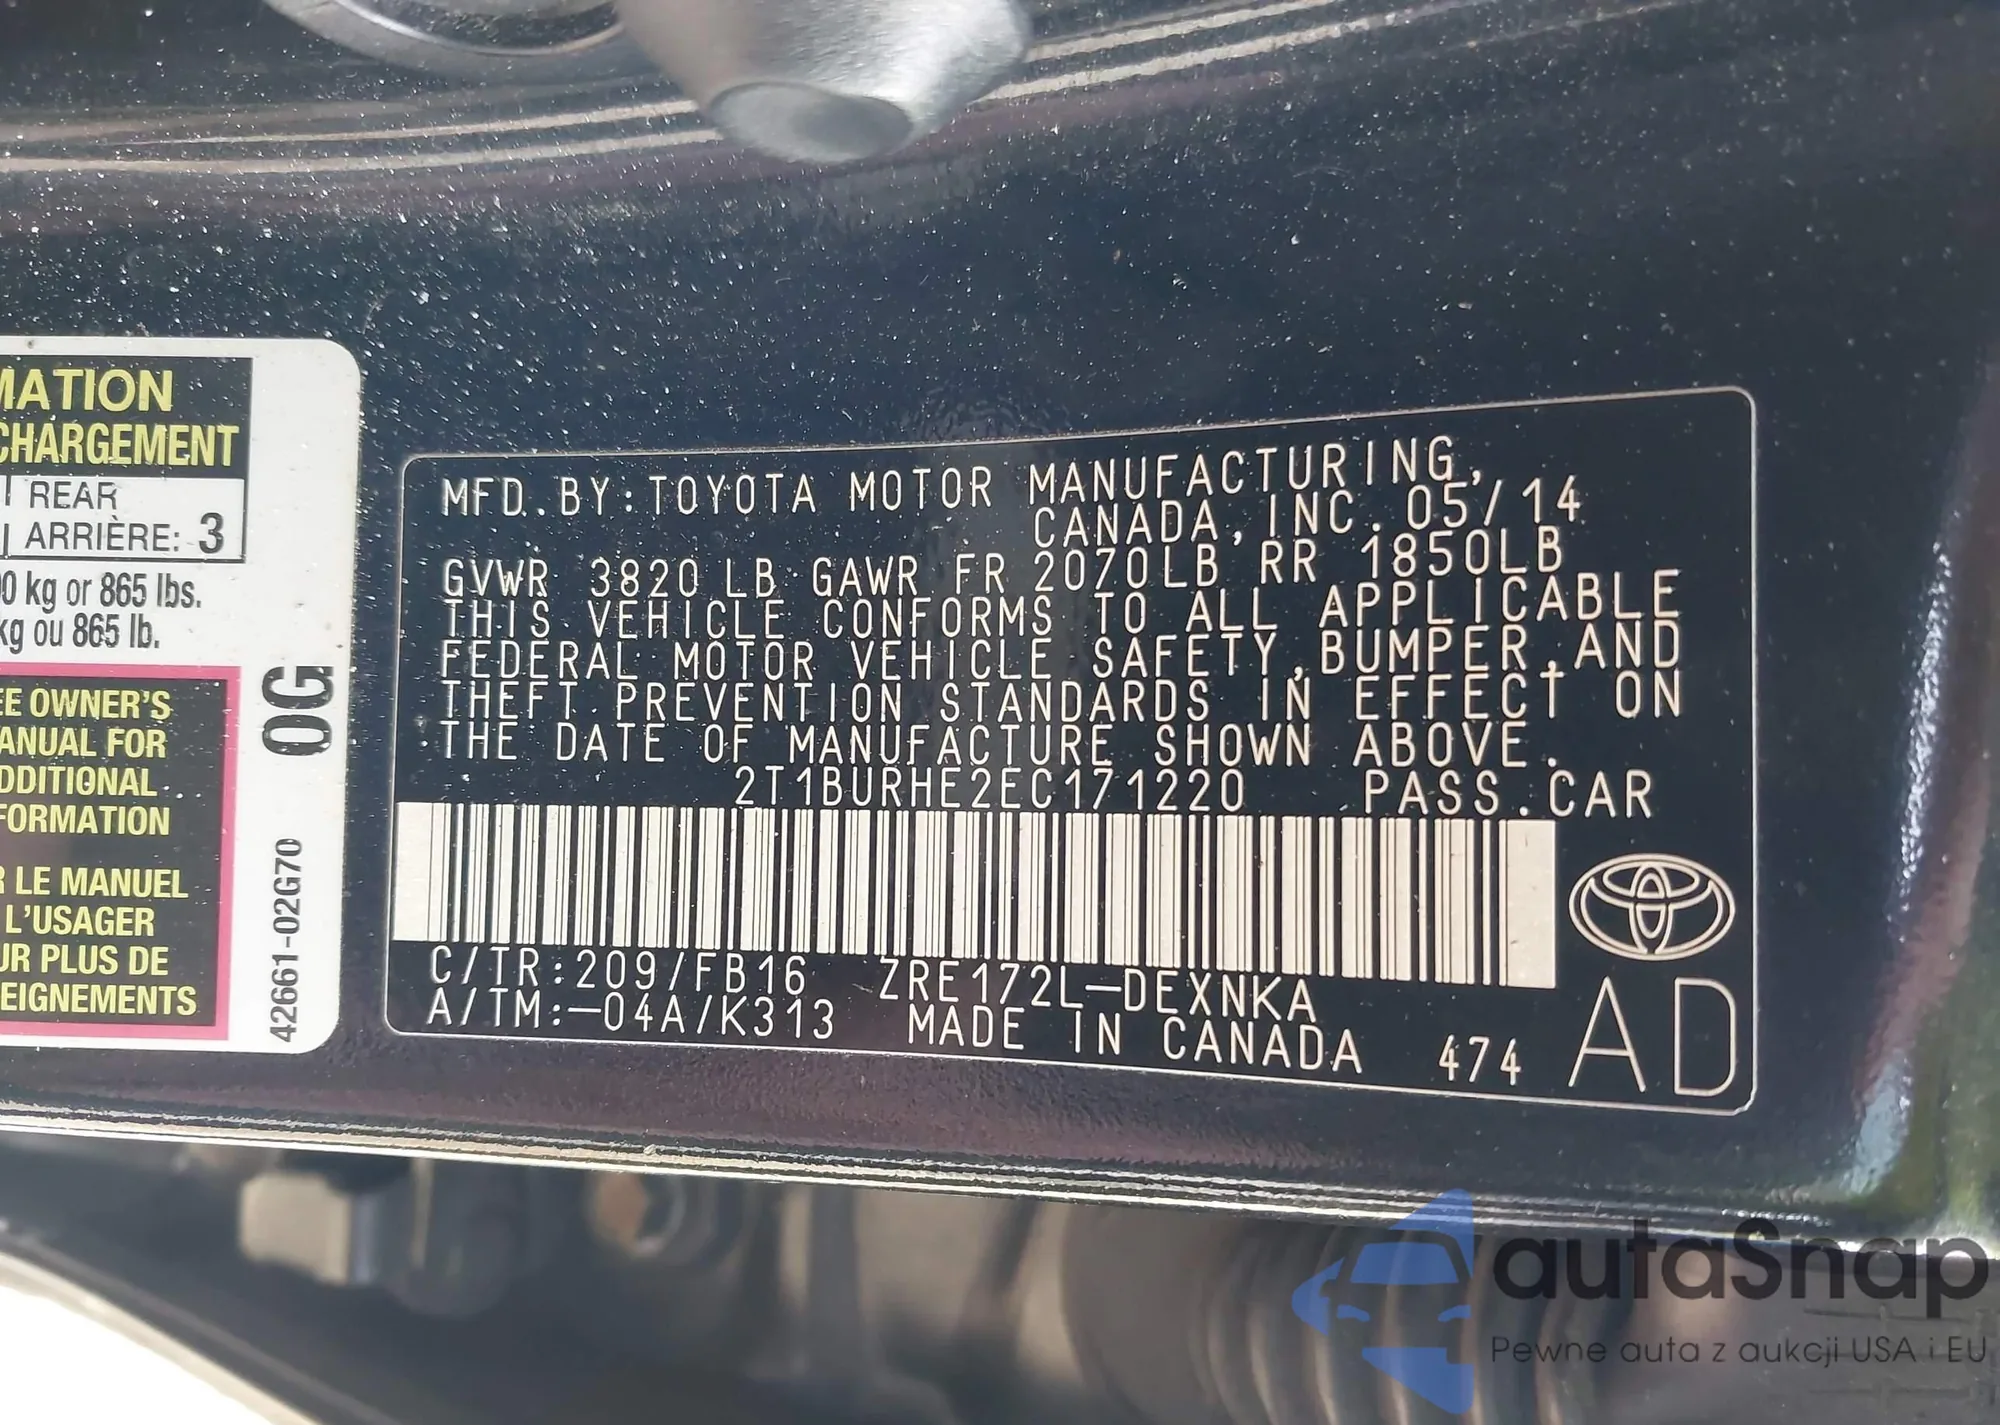 MATION
CHARGEMENT
REAR
ARRIÈRE: 3
0 kg or 865 lbs.
kg ou 865 lb.
EE OWNER'S
ANUAL FOR
DDITIONAL
FORMATION
R LE MANUEL
L'USAGER
UR PLUS DE
EIGNEMENTS
0G
42661-02G70
MFD. BY:TOYOTA MOTOR MANUFACTURING,
CANADA,INC. 05/14
GVWR 3820 LB GAWR FR 2070LB RR 1850LB
THIS VEHICLE CONFORMS TO ALL APPLICABLE
FEDERAL MOTOR VEHICLE SAFETY,BUMPER,AND
THEFT PREVENTION STANDARDS IN EFFECT ON
THE DATE OF MANUFACTURE SHOWN ABOVE.
2T1BURHE2EC171220 PASS.CAR
C/TR:209/FB16 ZRE172L-DEXNKA
A/TM:-04A/K313 MADE IN CANADA 474
AD
autaSnap
Pewne auta z aukcji USA i EU